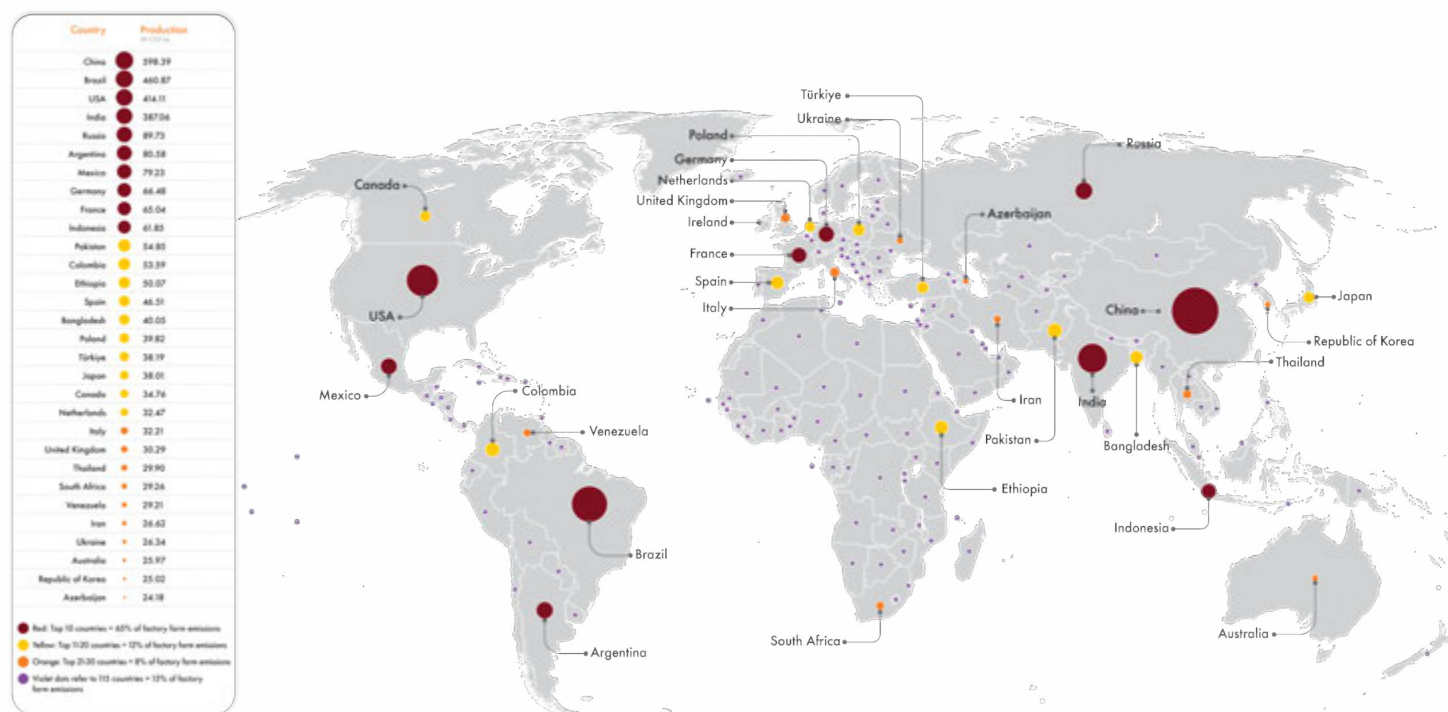 Country Production
China 598.39
Brazil 460.87
USA 414.11
India 387.06
Russia 89.73
Argentina 80.58
Mexico 79.23
Germany 66.48
France 65.04
Indonesia 61.85
Pakistan 54.85
Colombia 53.59
Ethiopia 50.07
Spain 46.51
Bangladesh 40.05
Poland 39.82
Türkiye 38.19
Japan 38.01
Canada 34.76
Netherlands 32.47
Italy 32.21
United Kingdom 30.29
Thailand 29.90
South Africa 29.26
Venezuela 29.21
Iran 26.62
Ukraine 26.34
Australia 25.97
Republic of Korea 25.02
Azerbaijan 24.18
Red: Top 10 countries = 65% of factory farm emissions
Yellow: Top 11-20 countries = 12% of factory farm emissions
Orange: Top 21-30 countries = 8% of factory farm emissions
Violet dots refer to 115 countries = 15% of factory
farm emissions
Türkiye
Ukraine
Poland
Russia
Germany
Canada
Netherlands
United Kingdom
Azerbaijan
Ireland
France
Spain
Japan
Italy
China
USA
Republic of Korea
Thailand
Mexico
Colombia
Iran
India
Venezuela
Pakistan
Bangladesh
Ethiopia
Indonesia
Brazil
Australia
South Africa
Argentina